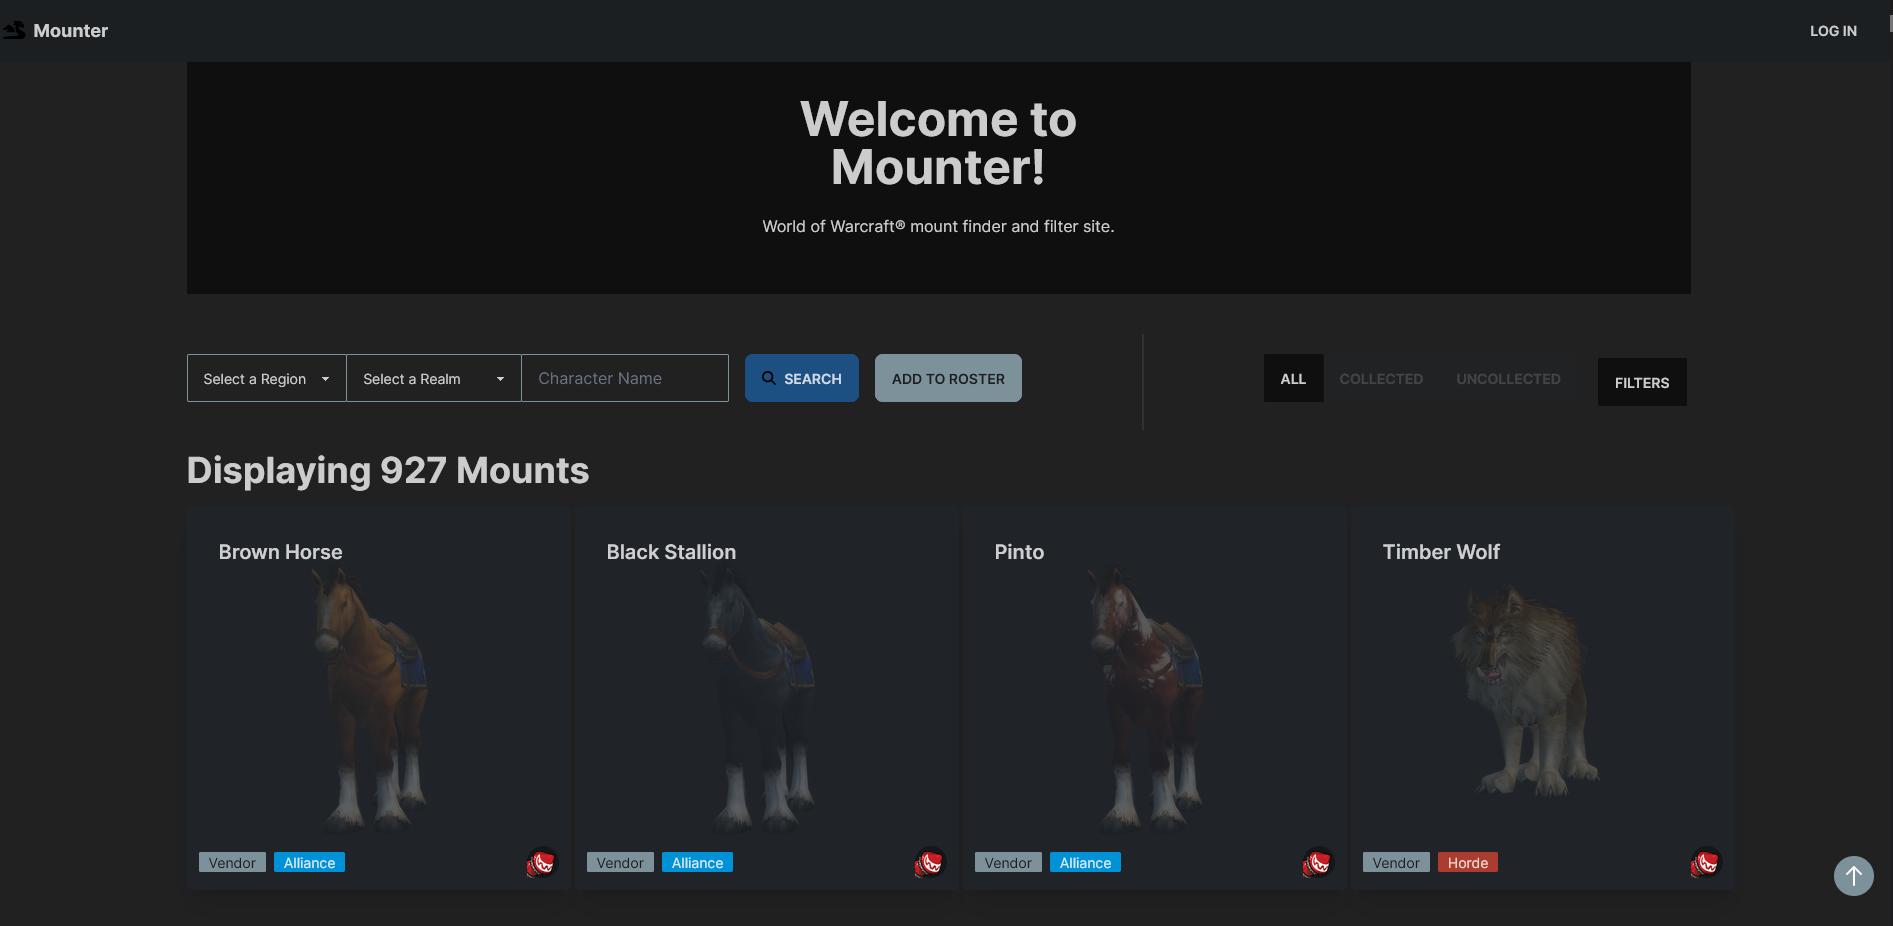 Mounter
LOG IN
Welcome to
Mounter!
World of Warcraft® mount finder and filter site.
Select a Region
Select a Realm
Character Name
SEARCH
ADD TO ROSTER
ALL
COLLECTED
UNCOLLECTED
FILTERS
Displaying 927 Mounts
Brown Horse
Black Stallion
Pinto
Timber Wolf
Vendor
Alliance
Vendor
Alliance
Vendor
Alliance
Vendor
Horde